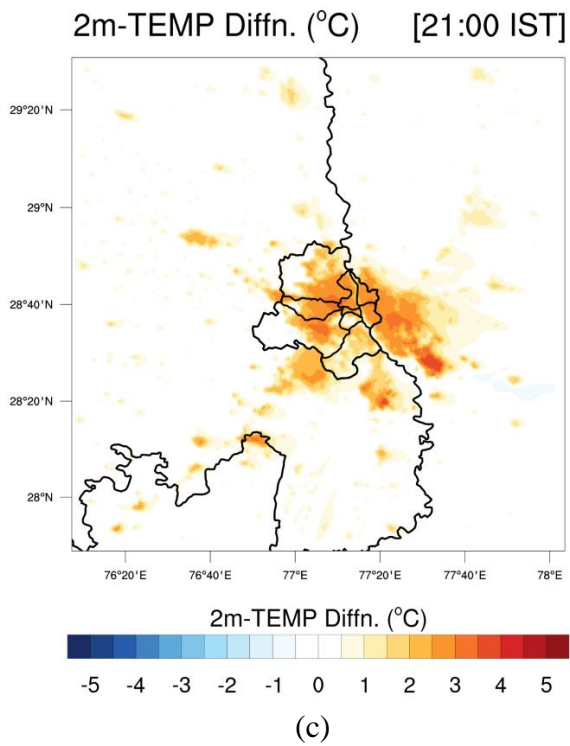 2m-TEMP Diffn. (°C) [21:00 IST]
29°20'N
29°N
28°40'N
28°20'N
28°N
76°20'E 76°40'E 77°E 77°20'E 77°40'E 78°E
2m-TEMP Diffn. (°C)
-5 -4 -3 -2 -1 0 1 2 3 4 5
(c)